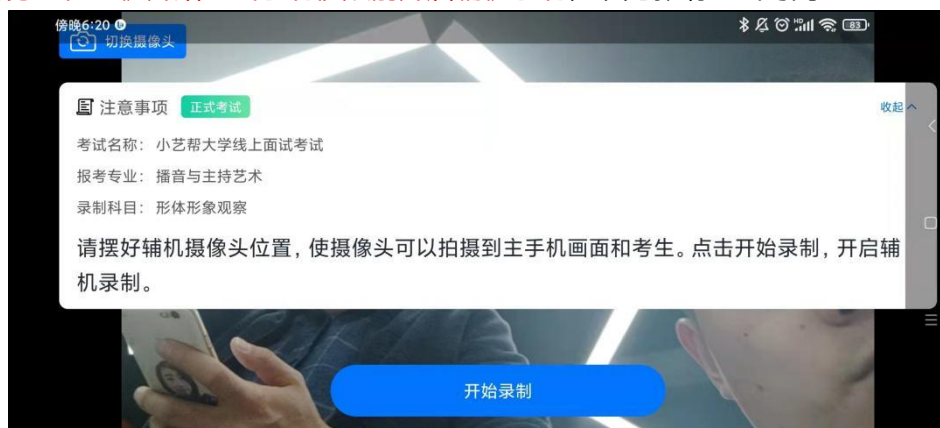 傍晚6:20
83
切换摄像头
注意事项 正式考试 收起
考试名称：小艺帮大学线上面试考试
报考专业：播音与主持艺术
录制科目：形体形象观察
请摆好辅机摄像头位置，使摄像头可以拍摄到主手机画面和考生。点击开始录制，开启辅
机录制。
开始录制